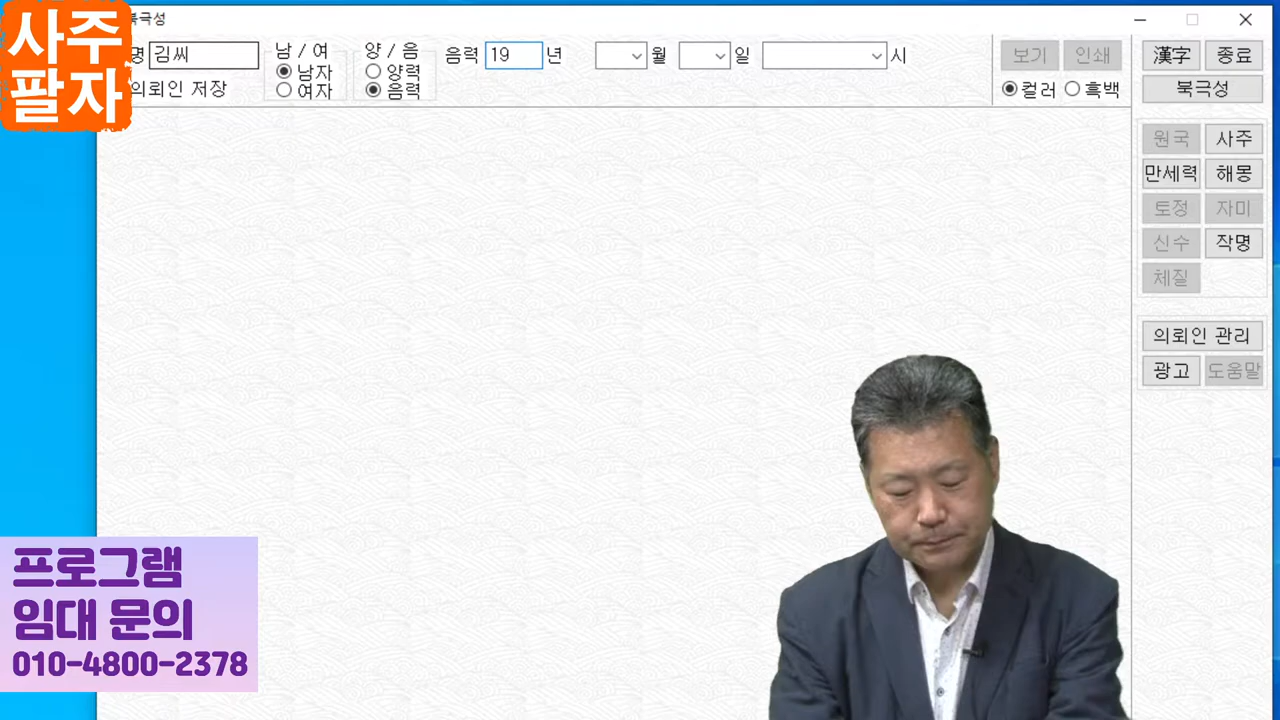 사주
팔자
북극성
명 김씨
남 / 여
남자
여자
양 / 음
양력
음력
음력 19 년 월 일 시
의뢰인 저장
보기 인쇄
컬러 흑백
漢字 종료
북극성
원국 사주
만세력 해몽
토정 자미
신수 작명
체질
의뢰인 관리
광고 도움말
프로그램
임대 문의
010-4800-2378